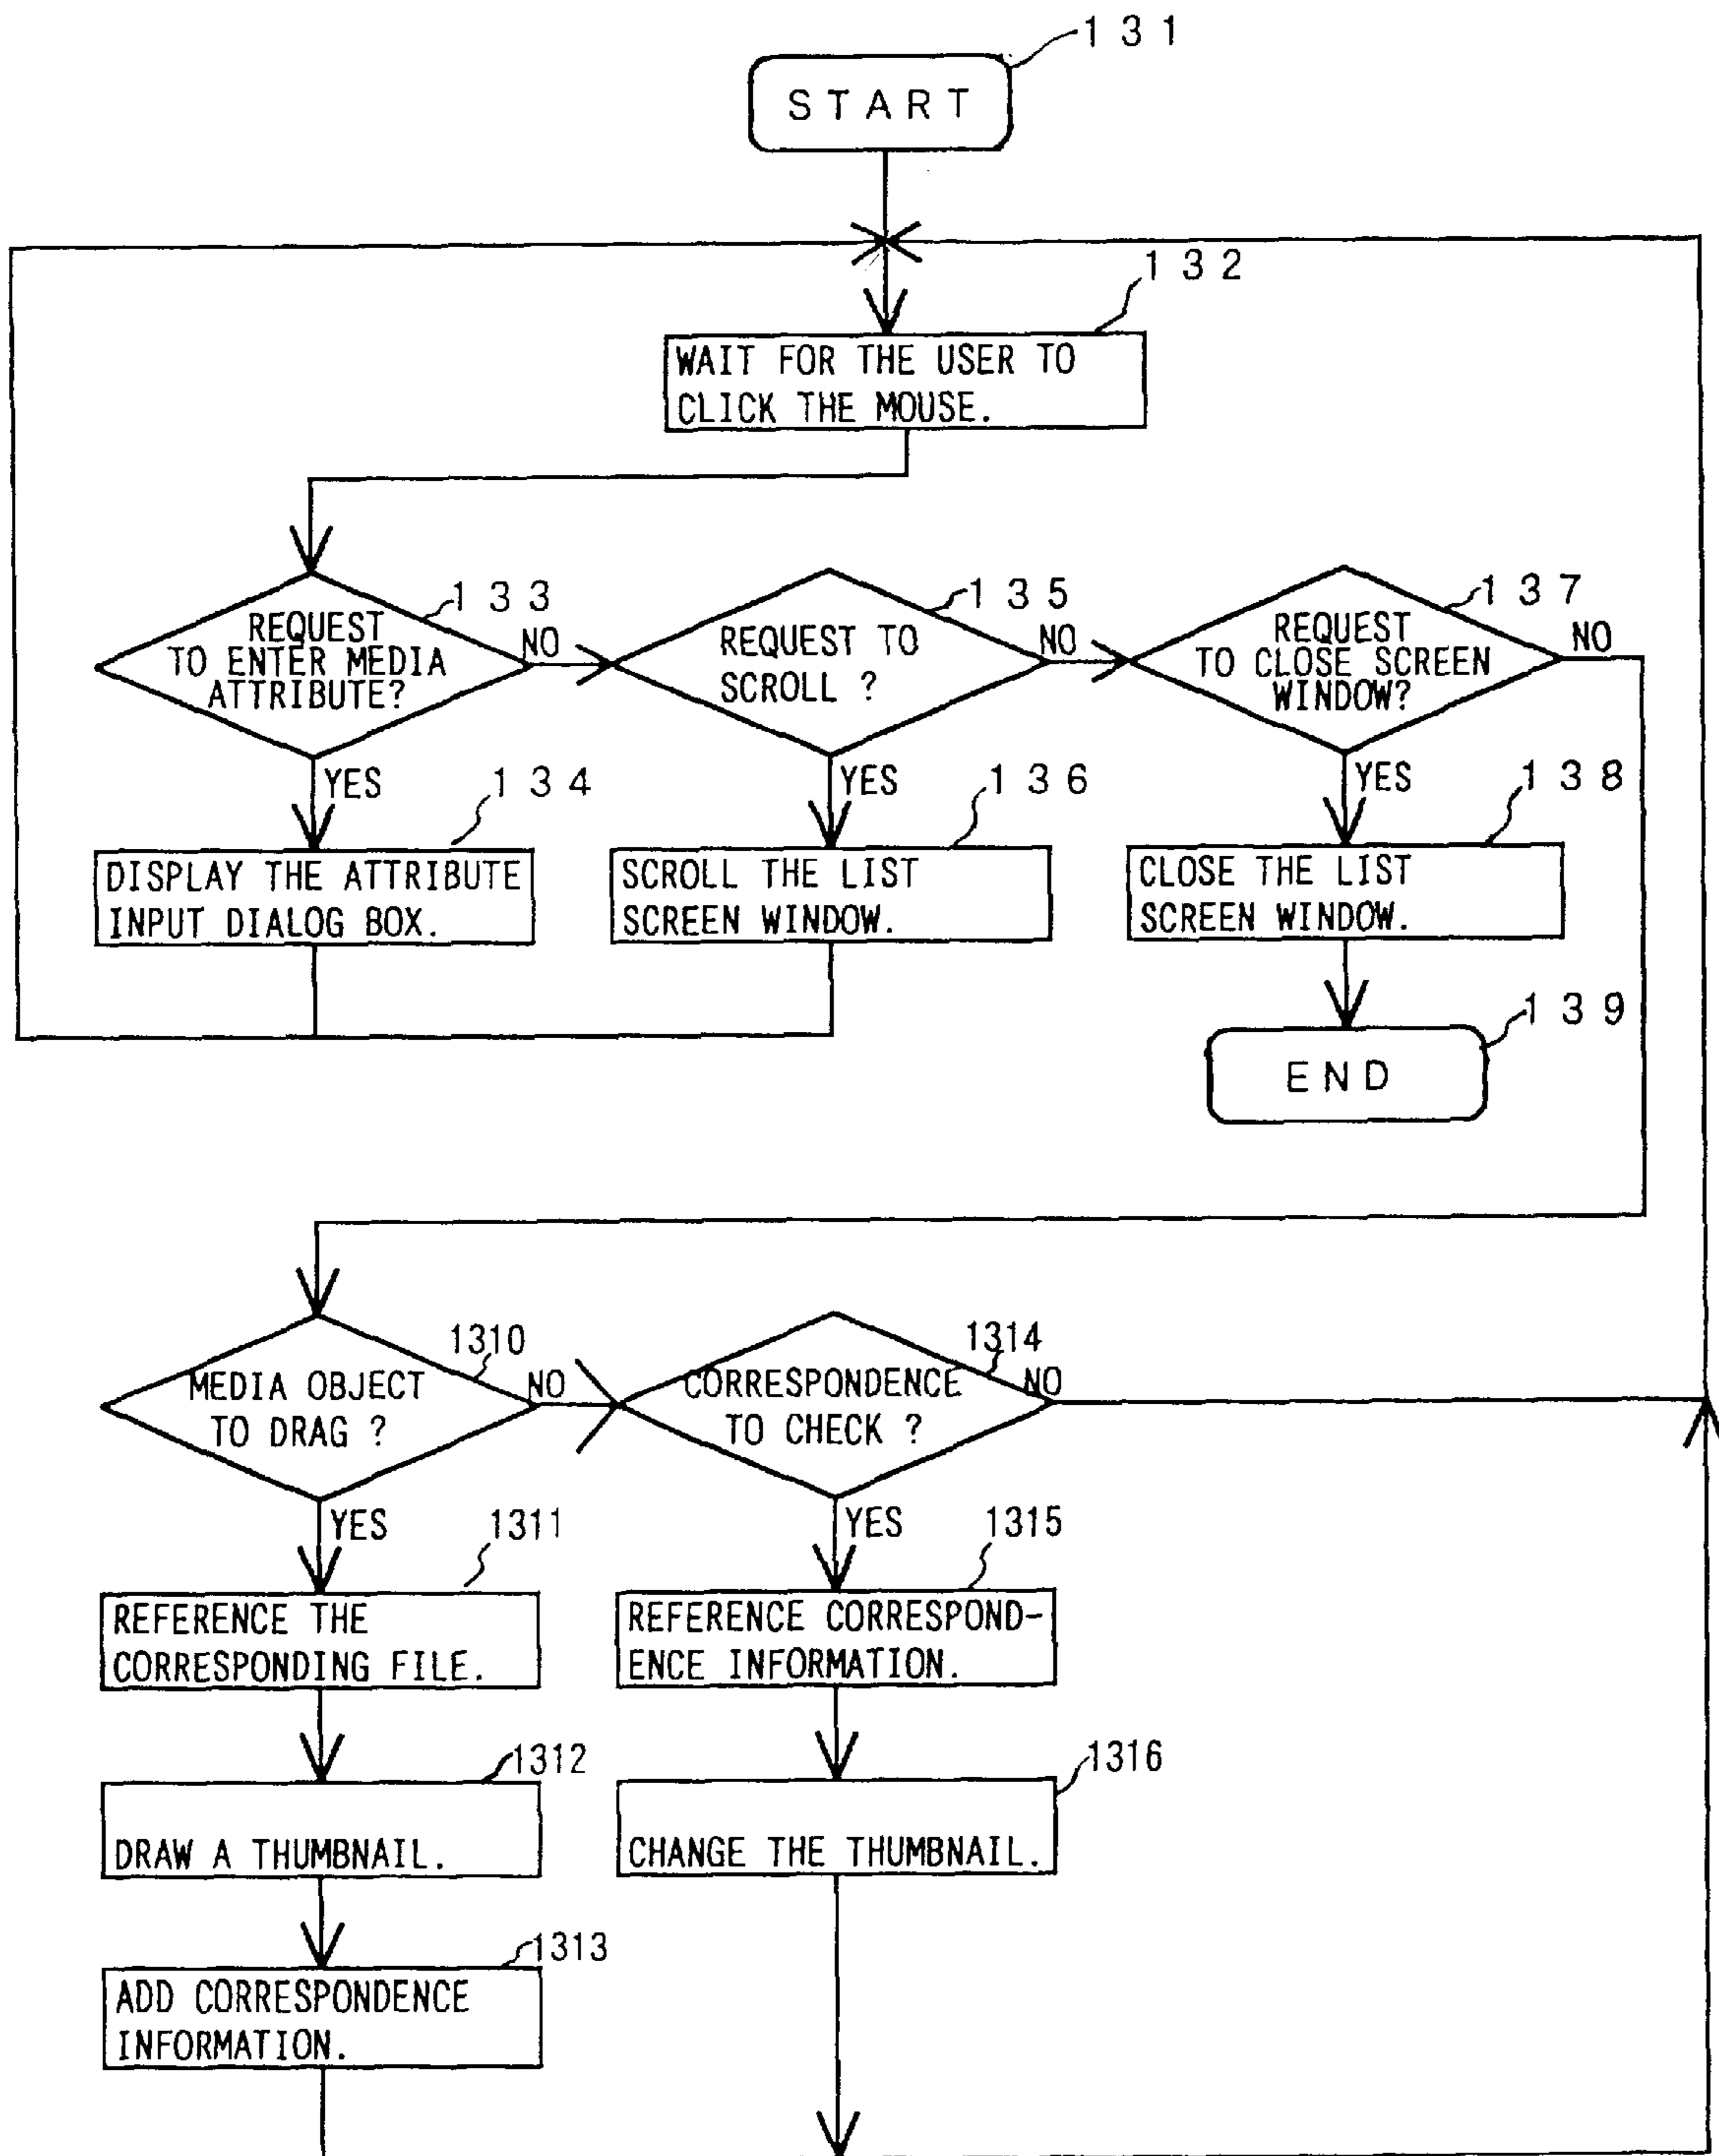 131
START
132
WAIT FOR THE USER TO
CLICK THE MOUSE.
133
REQUEST
TO ENTER MEDIA
ATTRIBUTE?
NO
135
REQUEST TO
SCROLL ?
NO
137
REQUEST
TO CLOSE SCREEN
WINDOW?
NO
YES
134
DISPLAY THE ATTRIBUTE
INPUT DIALOG BOX.
YES
136
SCROLL THE LIST
SCREEN WINDOW.
YES
138
CLOSE THE LIST
SCREEN WINDOW.
139
END
1310
MEDIA OBJECT
TO DRAG ?
NO
1314
CORRESPONDENCE
TO CHECK ?
NO
YES
1311
REFERENCE THE
CORRESPONDING FILE.
YES
1315
REFERENCE CORRESPOND-
ENCE INFORMATION.
1312
DRAW A THUMBNAIL.
1316
CHANGE THE THUMBNAIL.
1313
ADD CORRESPONDENCE
INFORMATION.